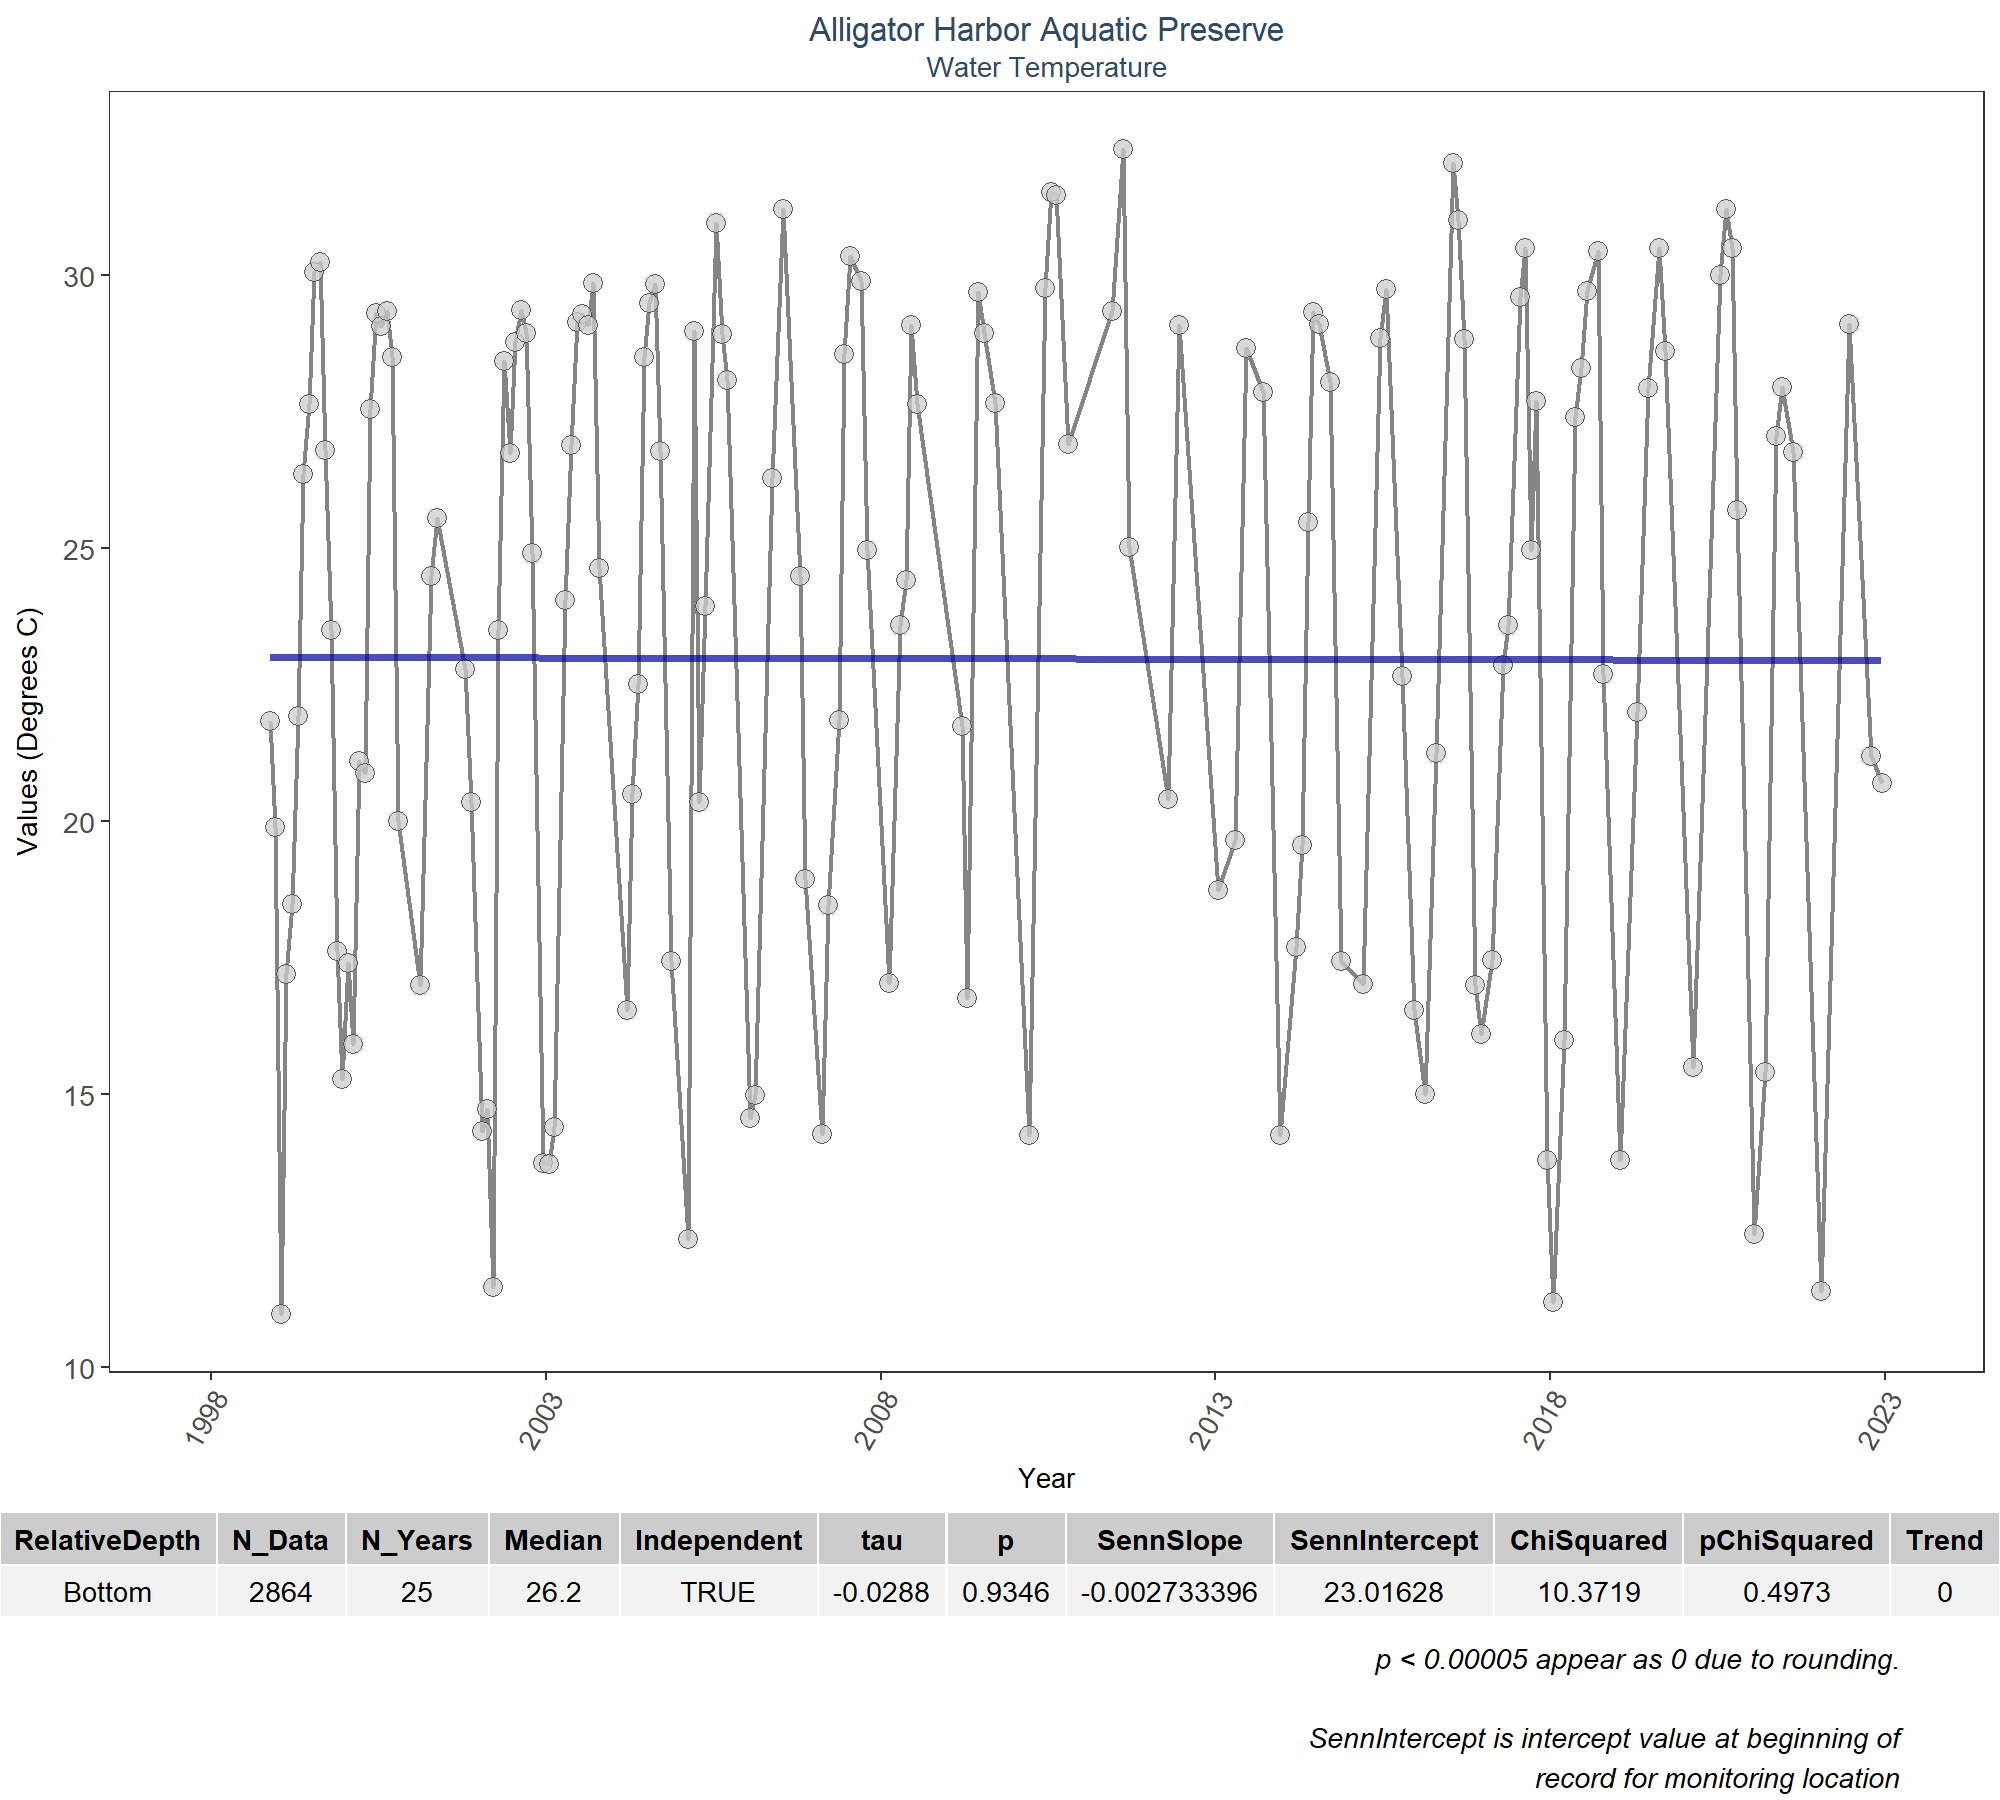 Alligator Harbor Aquatic Preserve
Water Temperature
Values (Degrees C)
30
25
20
15
10
1998 2003 2008 2013 2018 2023
Year
RelativeDepth N_Data N_Years Median Independent tau p SennSlope SennIntercept ChiSquared pChiSquared Trend
Bottom 2864 25 26.2 TRUE -0.0288 0.9346 -0.002733396 23.01628 10.3719 0.4973 0
p < 0.00005 appear as 0 due to rounding.
SennIntercept is intercept value at beginning of
record for monitoring location